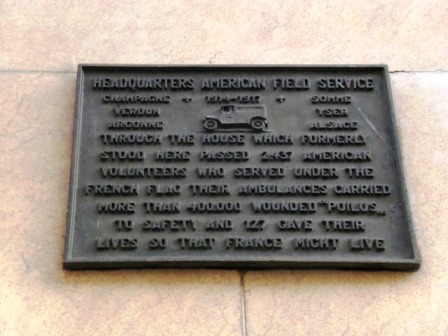 HEADQUARTERS AMERICAN FIELD SERVICE
CHAMPAGNE + 1914-1917 + SOMME
VERDUN YSER
ARGONNE ALSACE
THROUGH THE HOUSE WHICH FORMERLY
STOOD HERE PASSED 2437 AMERICAN
VOLUNTEERS WHO SERVED UNDER THE
FRENCH FLAG THEIR AMBULANCES CARRIED
MORE THAN 400,000 WOUNDED "POILUS"
TO SAFETY AND 127 GAVE THEIR
LIVES SO THAT FRANCE MIGHT LIVE